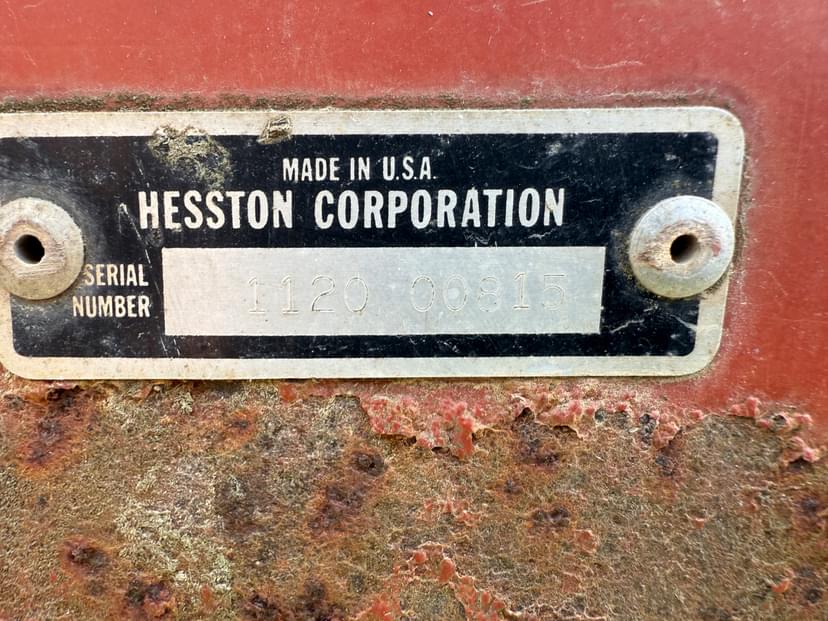 MADE IN U.S.A.
HESSTON CORPORATION
SERIAL NUMBER
1120 00815